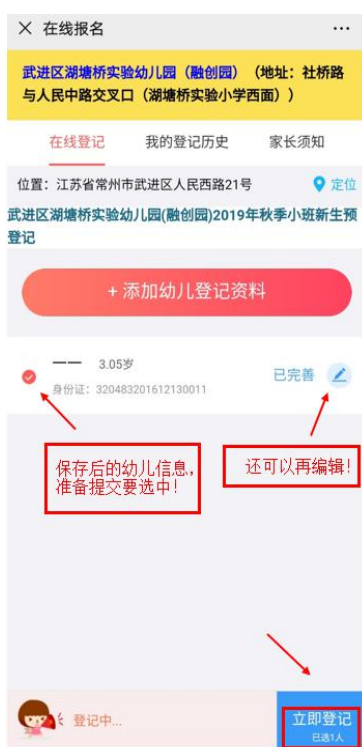 在线报名
武进区湖塘桥实验幼儿园（融创园）（地址：社桥路
与人民中路交叉口（湖塘桥实验小学西面））
在线登记 我的登记历史 家长须知
位置：江苏省常州市武进区人民西路21号 定位
武进区湖塘桥实验幼儿园(融创园)2019年秋季小班新生预
登记
+ 添加幼儿登记资料
一一 3.05岁 已完善
身份证：320483201612130011
保存后的幼儿信息，
准备提交要选中！
还可以再编辑！
登记中...
立即登记
已选1人